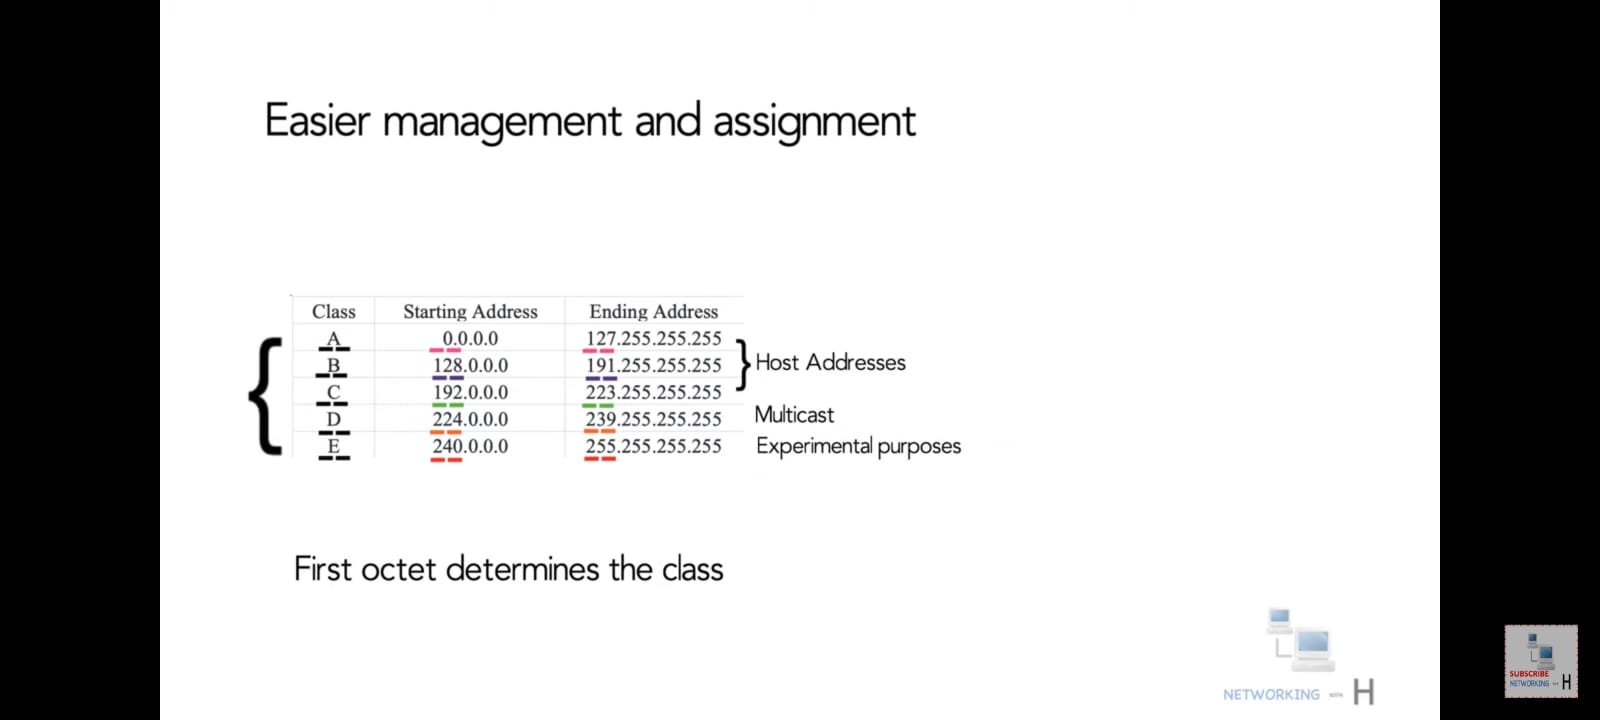 Easier management and assignment
Class Starting Address Ending Address
A 0.0.0.0 127.255.255.255
B 128.0.0.0 191.255.255.255
C 192.0.0.0 223.255.255.255
D 224.0.0.0 239.255.255.255
E 240.0.0.0 255.255.255.255
Host Addresses
Multicast
Experimental purposes
First octet determines the class
NETWORKING WITH H
SUBSCRIBE
NETWORKING WITH H